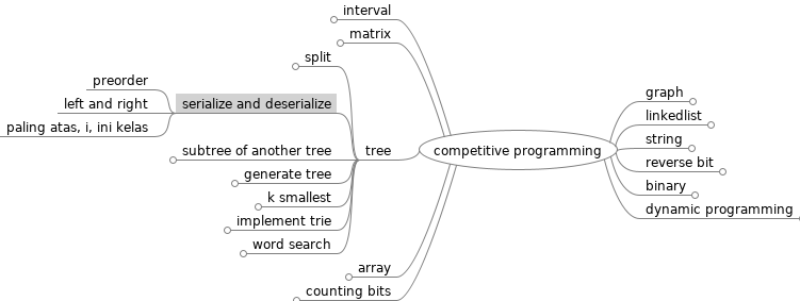 interval
matrix
split
preorder
left and right
paling atas, i, ini kelas
serialize and deserialize
subtree of another tree
generate tree
k smallest
implement trie
word search
tree
array
counting bits
competitive programming
graph
linkedlist
string
reverse bit
binary
dynamic programming